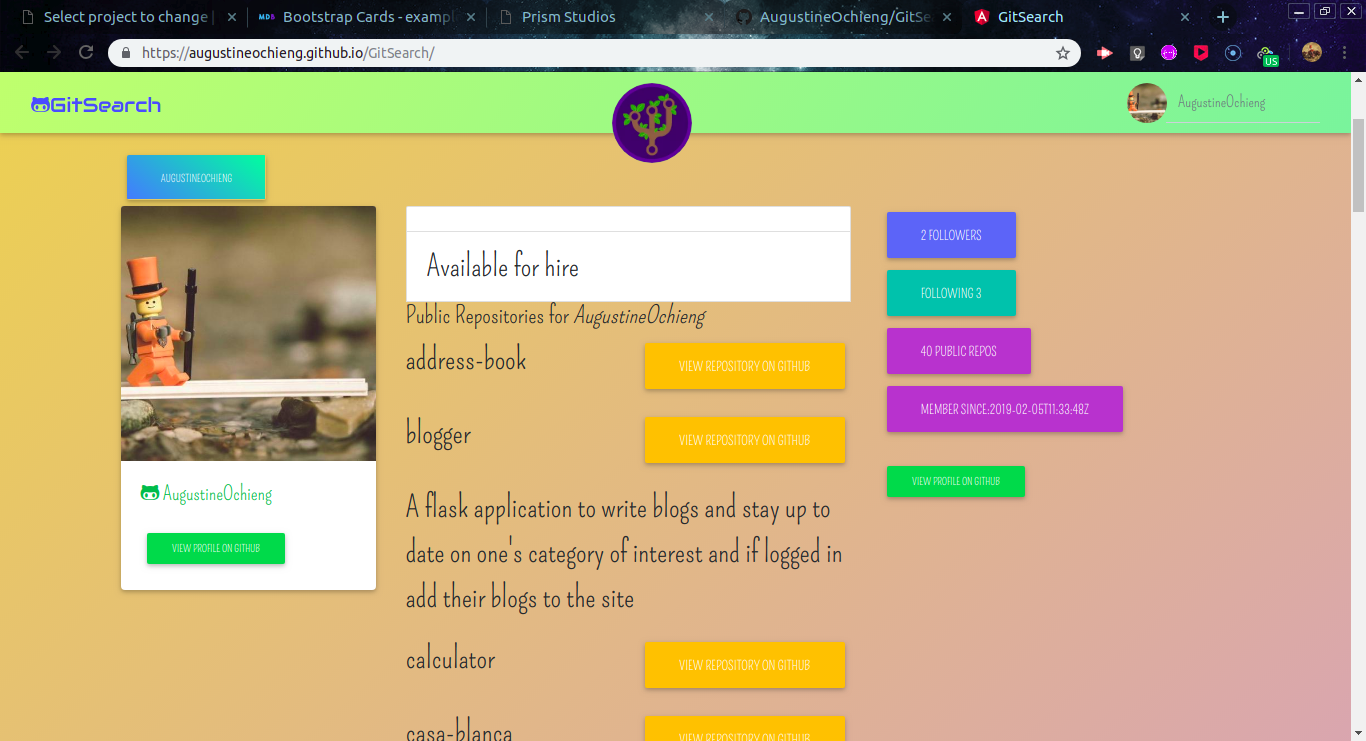 Select project to change |
MDB Bootstrap Cards - exampl
Prism Studios
AugustineOchieng/GitSe
GitSearch
https://augustineochieng.github.io/GitSearch/
US
GitSearch
AugustineOchieng
AUGUSTINEOCHIENG
AugustineOchieng
VIEW PROFILE ON GITHUB
Available for hire
Public Repositories for AugustineOchieng
address-book
VIEW REPOSITORY ON GITHUB
blogger
VIEW REPOSITORY ON GITHUB
A flask application to write blogs and stay up to
date on one's category of interest and if logged in
add their blogs to the site
calculator
VIEW REPOSITORY ON GITHUB
casa-blanca
VIEW REPOSITORY ON GITHUB
2 FOLLOWERS
FOLLOWING 3
40 PUBLIC REPOS
MEMBER SINCE:2019-02-05T11:33:48Z
VIEW PROFILE ON GITHUB